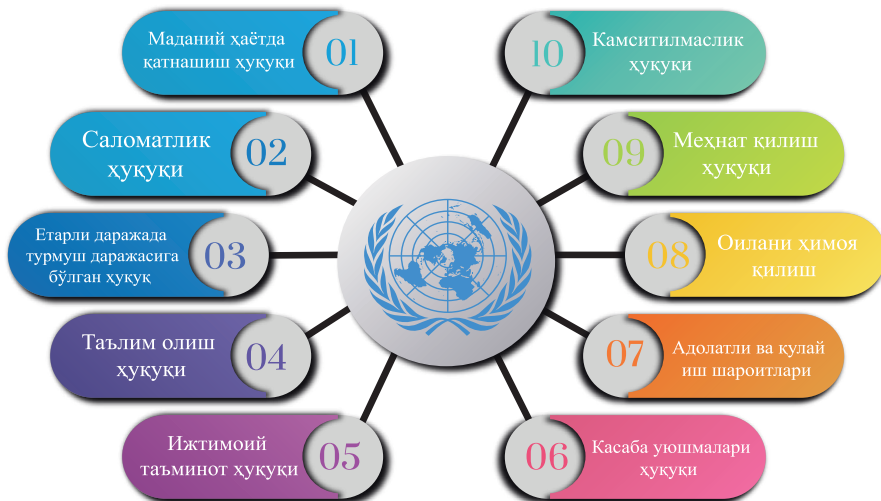 Маданий ҳаётда
қатнашиш ҳуқуқи
01
Саломатлик
ҳуқуқи
02
Етарли даражада
турмуш даражасига
бўлган ҳуқуқ
03
Таълим олиш
ҳуқуқи
04
Ижтимоий
таъминот ҳуқуқи
05
10
Камситилмаслик
ҳуқуқи
09
Меҳнат қилиш
ҳуқуқи
08
Оилани ҳимоя
қилиш
07
Адолатли ва қулай
иш шароитлари
06
Касаба уюшмалари
ҳуқуқи